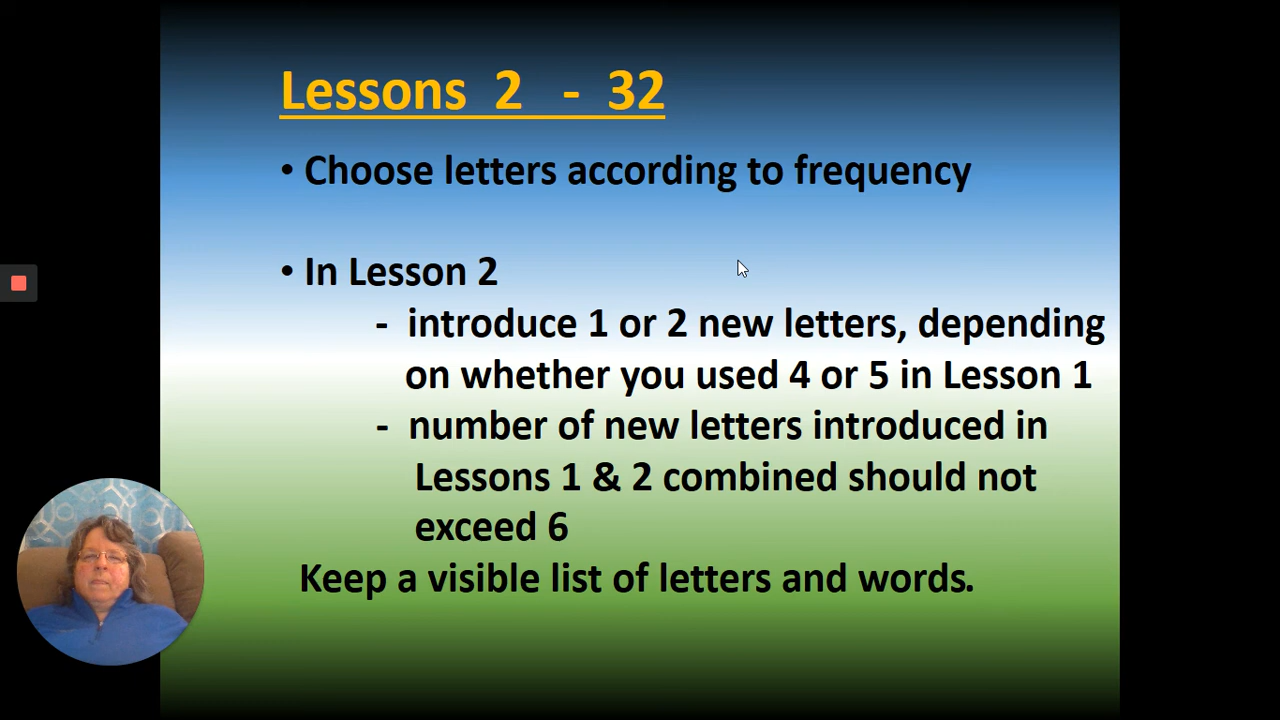 Lessons 2 - 32
• Choose letters according to frequency
• In Lesson 2
- introduce 1 or 2 new letters, depending
on whether you used 4 or 5 in Lesson 1
- number of new letters introduced in
Lessons 1 & 2 combined should not
exceed 6
Keep a visible list of letters and words.